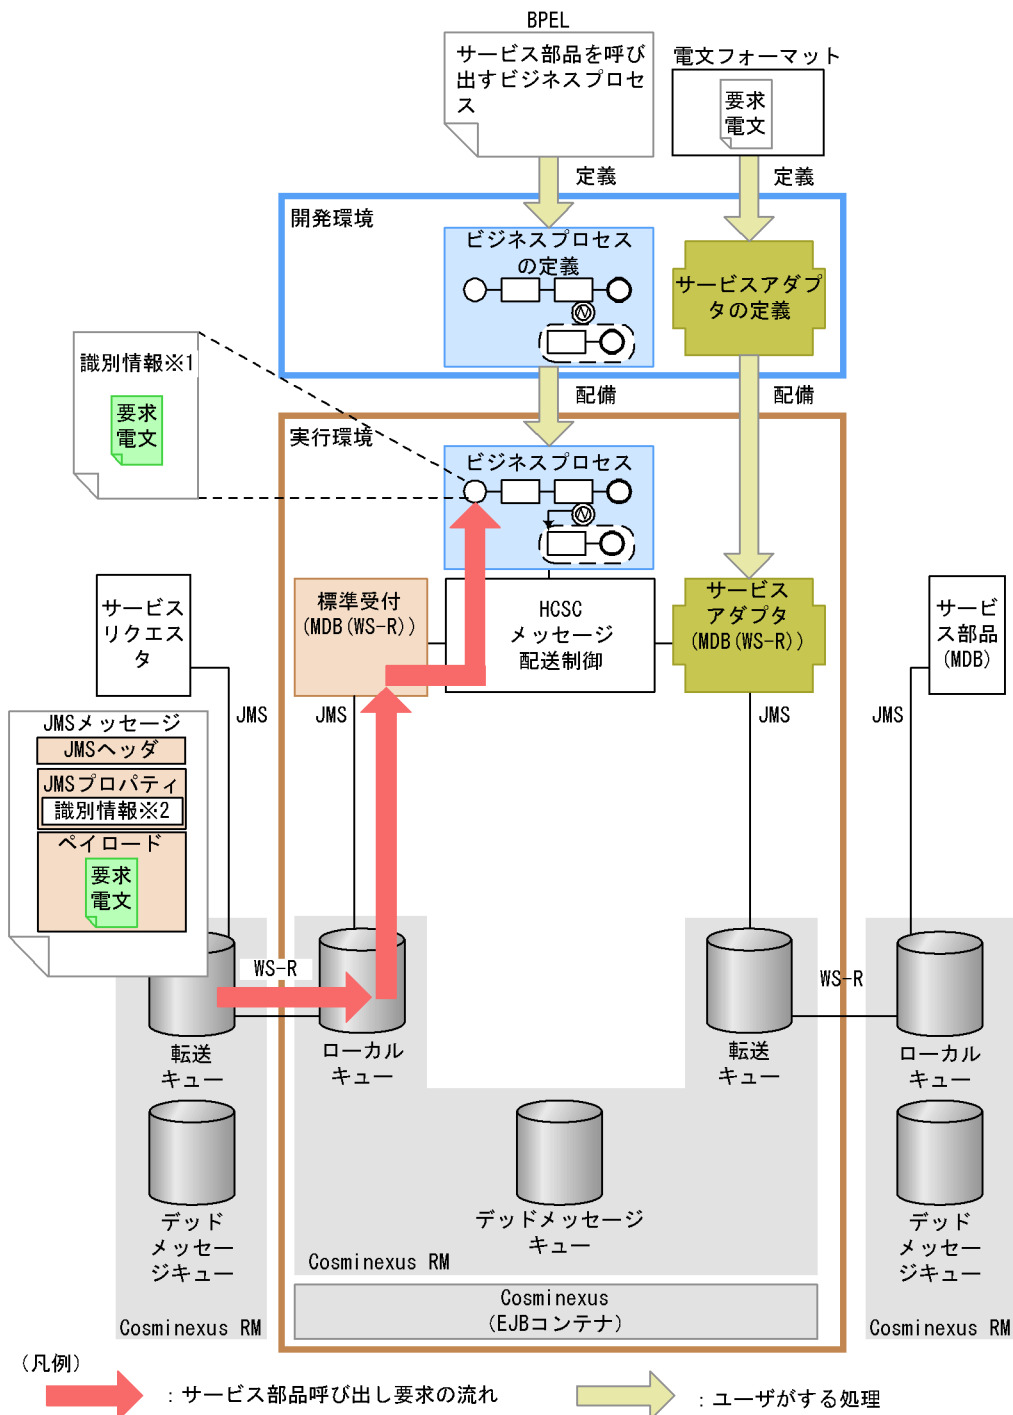 BPEL
サービス部品を呼び
出すビジネスプロセ
ス
電文フォーマット
要求
電文
定義
定義
開発環境
ビジネスプロセス
の定義
サービスアダプ
タの定義
識別情報※1
要求
電文
配備
配備
実行環境
ビジネスプロセス
サービス
リクエス
タ
標準受付
(MDB(WS-R))
HCSC
メッセージ
配送制御
サービス
アダプタ
(MDB(WS-R))
サービ
ス部品
(MDB)
JMS
JMS
JMS
JMS
JMSメッセージ
JMSヘッダ
JMSプロパティ
識別情報※2
ペイロード
要求
電文
WS-R
WS-R
転送
キュー
ローカル
キュー
転送
キュー
ローカル
キュー
デッド
メッセー
ジキュー
デッドメッセージ
キュー
デッド
メッセー
ジキュー
Cosminexus RM
Cosminexus RM
Cosminexus RM
Cosminexus
(EJBコンテナ)
(凡例)
:サービス部品呼び出し要求の流れ
:ユーザがする処理